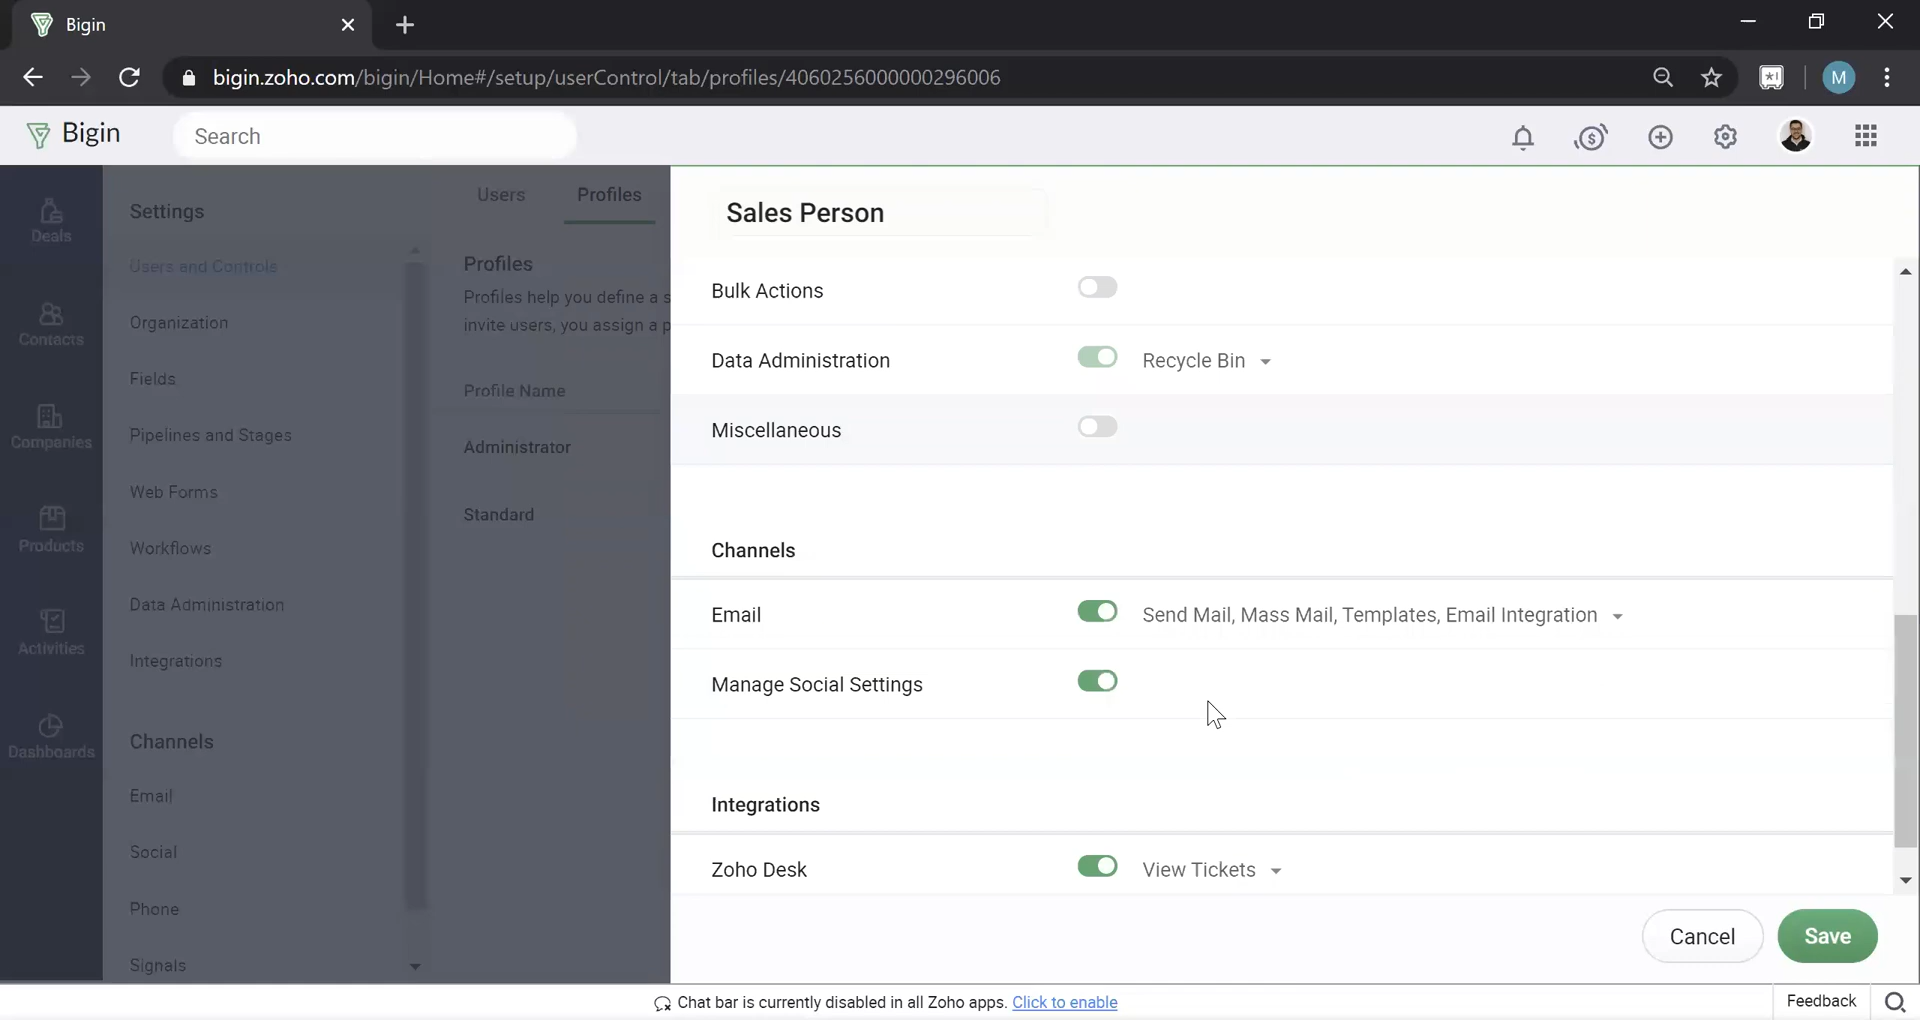 Bigin
bigin.zoho.com/bigin/Home#/setup/userControl/tab/profiles/4060256000000296006
M
Bigin
Search
Deals
Contacts
Companies
Products
Activities
Dashboards
Settings
Users and Controls
Organization
Fields
Pipelines and Stages
Web Forms
Workflows
Data Administration
Integrations
Channels
Email
Social
Phone
Signals
Users Profiles
Profiles
Profiles help you define a s
invite users, you assign a p
Profile Name
Administrator
Standard
Sales Person
Bulk Actions
Data Administration Recycle Bin
Miscellaneous
Channels
Email Send Mail, Mass Mail, Templates, Email Integration
Manage Social Settings
Integrations
Zoho Desk View Tickets
Cancel Save
Chat bar is currently disabled in all Zoho apps. Click to enable
Feedback